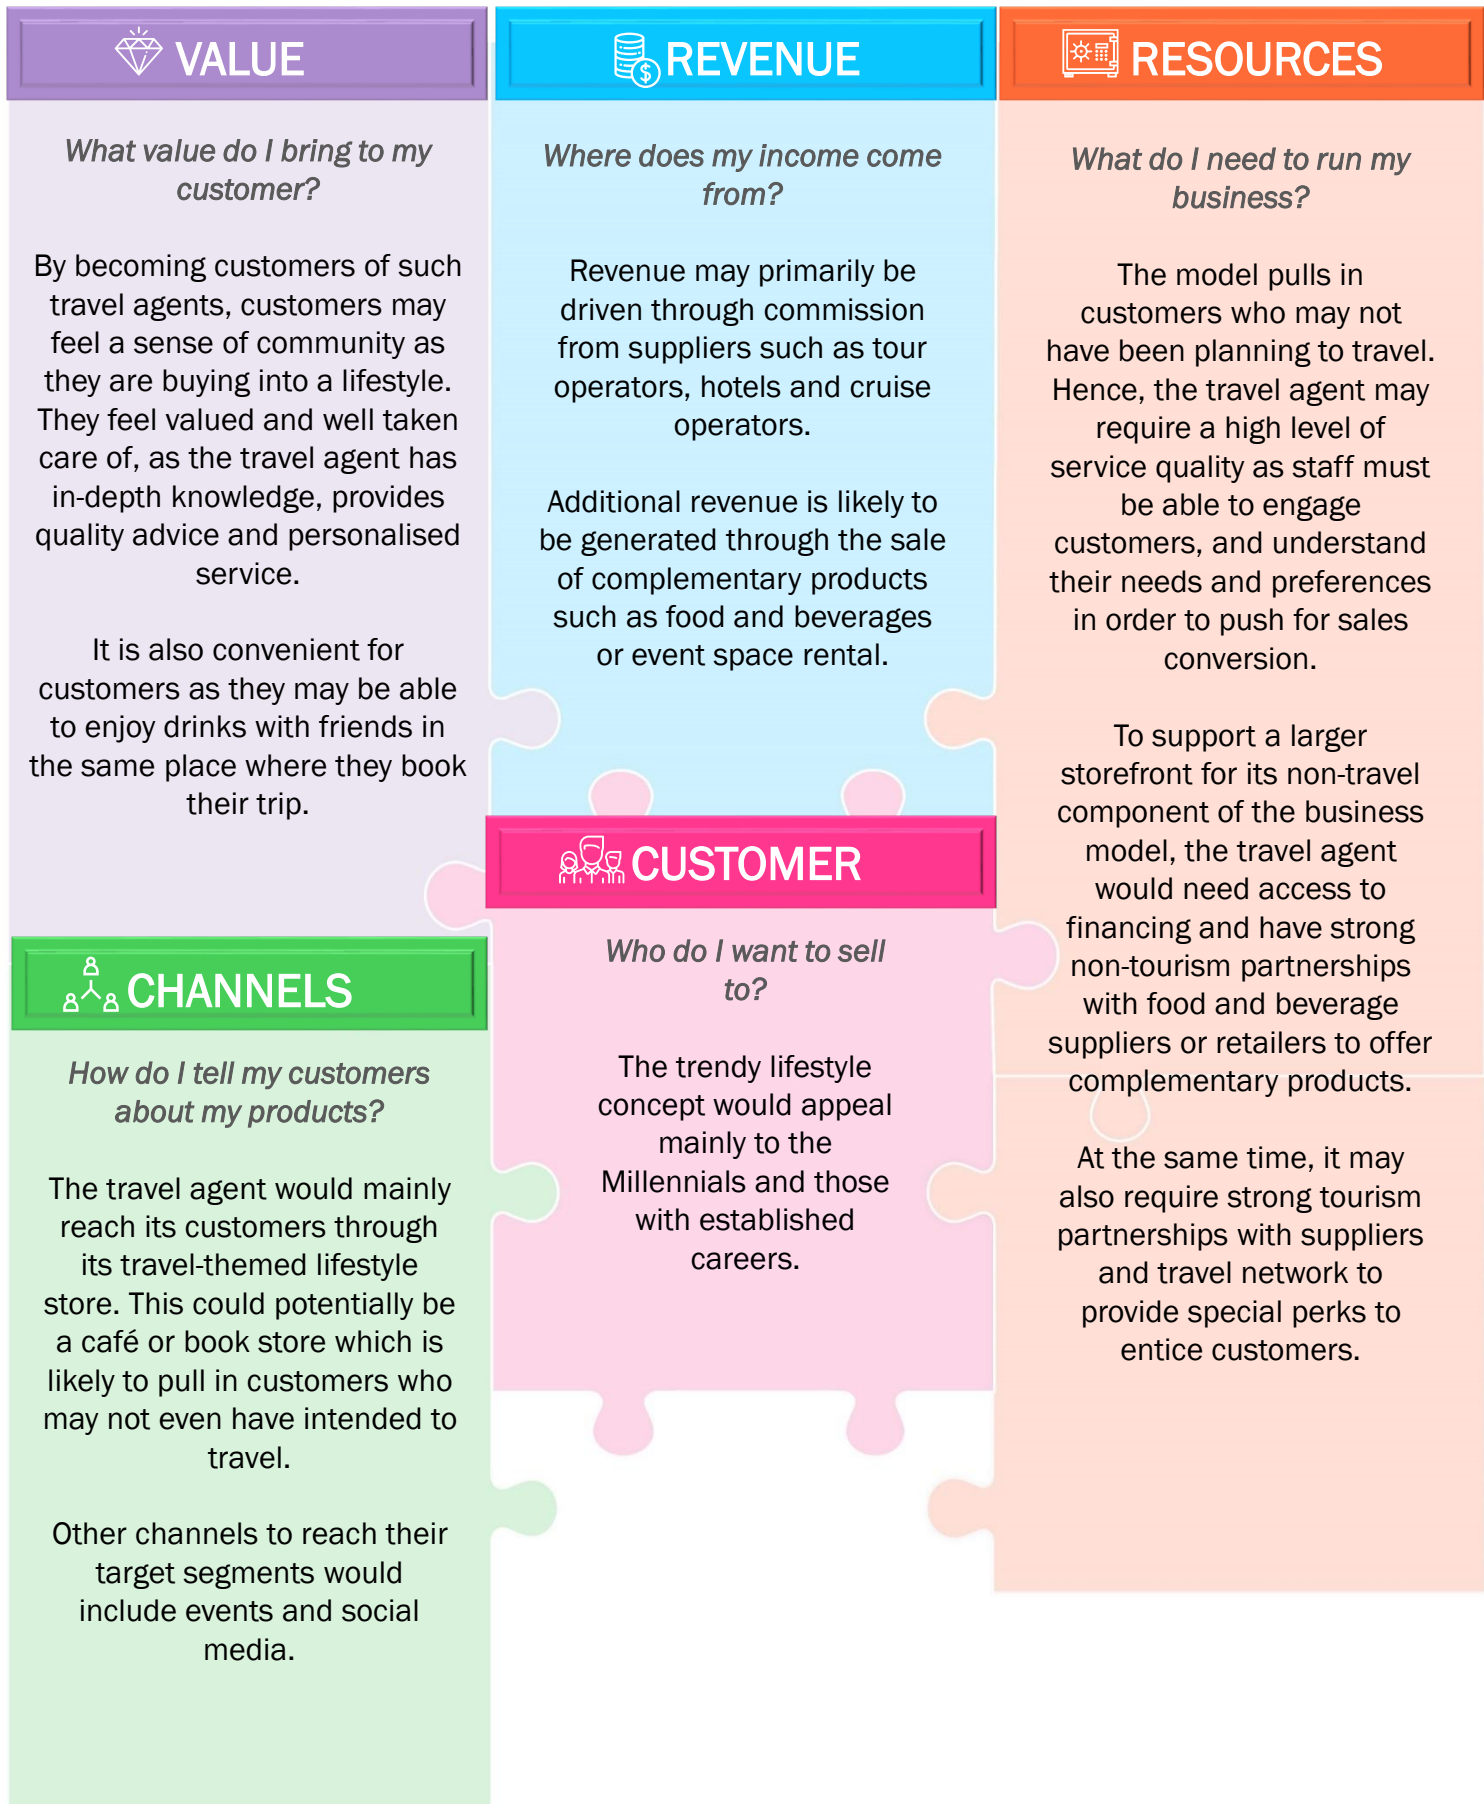 VALUE
What value do I bring to my
customer?
By becoming customers of such
travel agents, customers may
feel a sense of community as
they are buying into a lifestyle.
They feel valued and well taken
care of, as the travel agent has
in-depth knowledge, provides
quality advice and personalised
service.
It is also convenient for
customers as they may be able
to enjoy drinks with friends in
the same place where they book
their trip.
CHANNELS
How do I tell my customers
about my products?
The travel agent would mainly
reach its customers through
its travel-themed lifestyle
store. This could potentially be
a café or book store which is
likely to pull in customers who
may not even have intended to
travel.
Other channels to reach their
target segments would
include events and social
media.
REVENUE
Where does my income come
from?
Revenue may primarily be
driven through commission
from suppliers such as tour
operators, hotels and cruise
operators.
Additional revenue is likely to
be generated through the sale
of complementary products
such as food and beverages
or event space rental.
CUSTOMER
Who do I want to sell
to?
The trendy lifestyle
concept would appeal
mainly to the
Millennials and those
with established
careers.
RESOURCES
What do I need to run my
business?
The model pulls in
customers who may not
have been planning to travel.
Hence, the travel agent may
require a high level of
service quality as staff must
be able to engage
customers, and understand
their needs and preferences
in order to push for sales
conversion.
To support a larger
storefront for its non-travel
component of the business
model, the travel agent
would need access to
financing and have strong
non-tourism partnerships
with food and beverage
suppliers or retailers to offer
complementary products.
At the same time, it may
also require strong tourism
partnerships with suppliers
and travel network to
provide special perks to
entice customers.